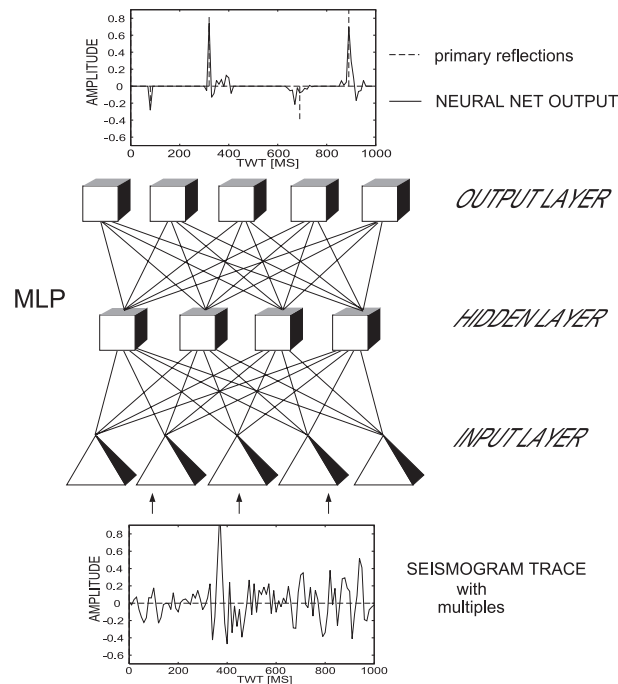 0.8
0.6
0.4
0.2
0
-0.2
-0.4
-0.6
AMPLITUDE
0 200 400 600 800 1000
TWT [MS]
primary reflections
NEURAL NET OUTPUT
OUTPUT LAYER
MLP
HIDDEN LAYER
INPUT LAYER
0.8
0.6
0.4
0.2
0
-0.2
-0.4
-0.6
AMPLITUDE
0 200 400 600 800 1000
TWT [MS]
SEISMOGRAM TRACE
with
multiples